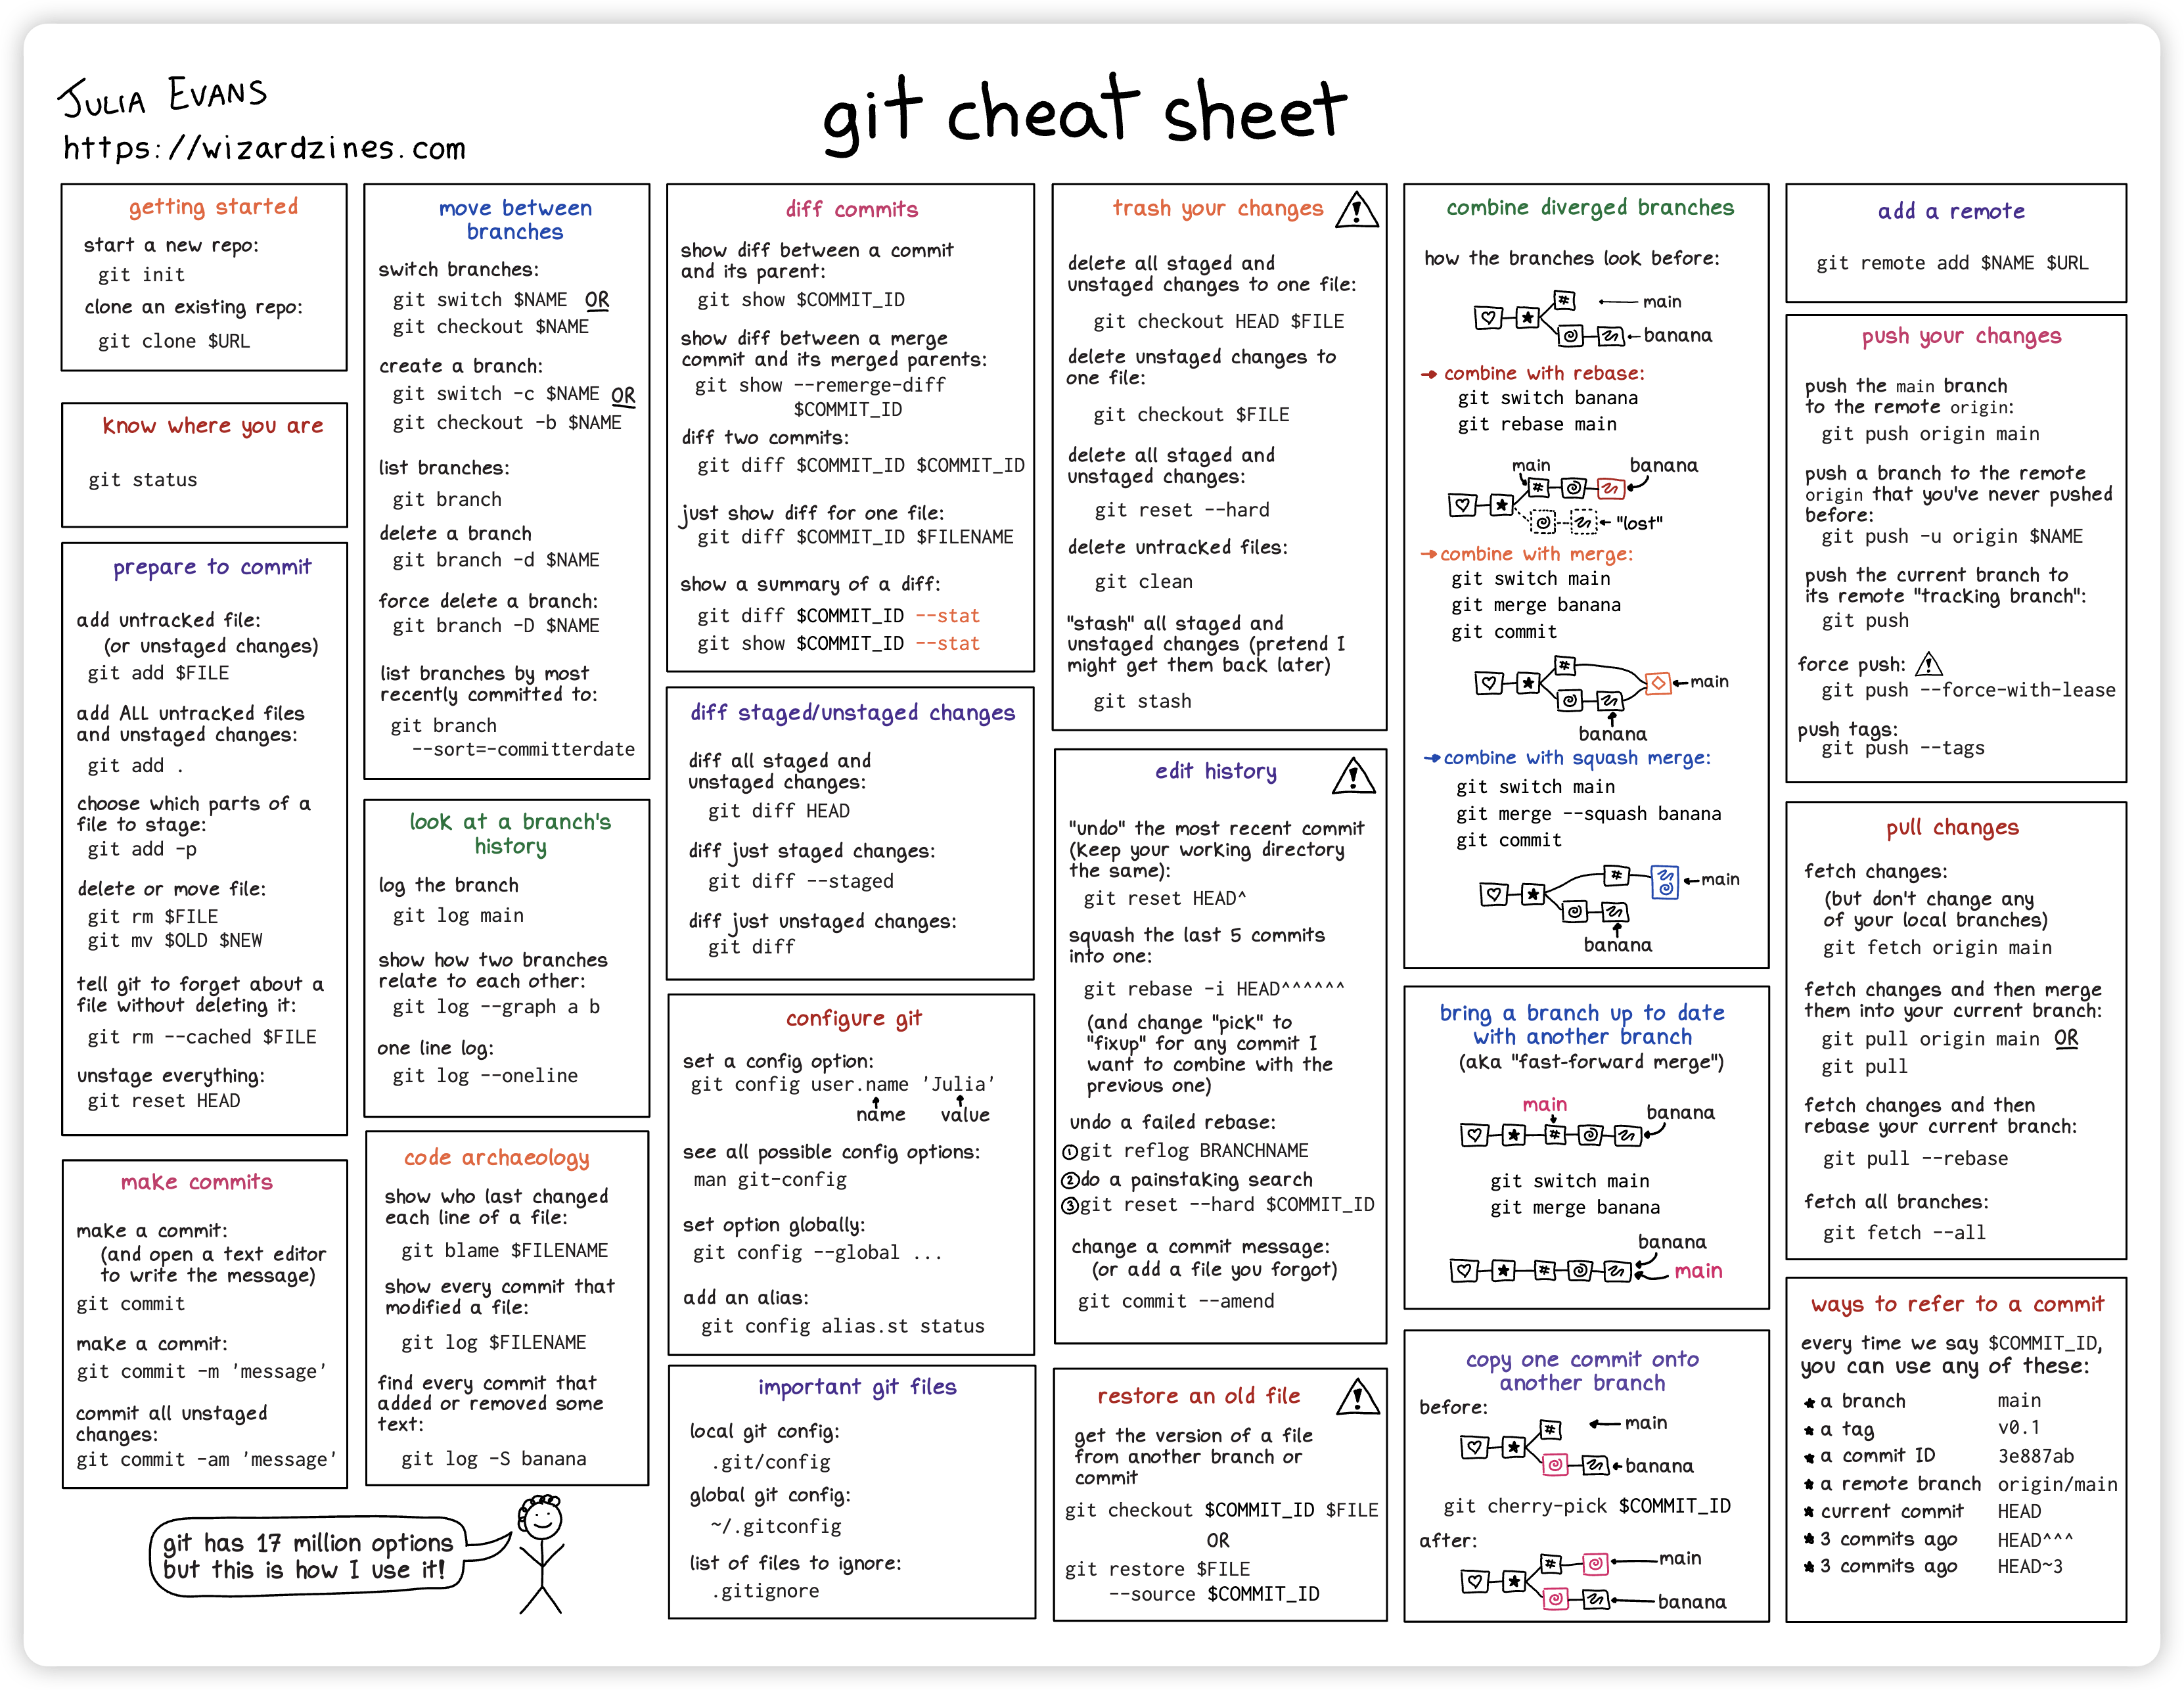 JULIA EVANS
https://wizardzines.com
git cheat sheet
getting started
start a new repo:
git init
clone an existing repo:
git clone $URL
know where you are
git status
prepare to commit
add untracked file:
(or unstaged changes)
git add $FILE
add ALL untracked files
and unstaged changes:
git add .
choose which parts of a
file to stage:
git add -p
delete or move file:
git rm $FILE
git mv $OLD $NEW
tell git to forget about a
file without deleting it:
git rm --cached $FILE
unstage everything:
git reset HEAD
make commits
make a commit:
(and open a text editor
to write the message)
git commit
make a commit:
git commit -m 'message'
commit all unstaged
changes:
git commit -am 'message'
move between
branches
switch branches:
git switch $NAME OR
git checkout $NAME
create a branch:
git switch -c $NAME OR
git checkout -b $NAME
list branches:
git branch
delete a branch
git branch -d $NAME
force delete a branch:
git branch -D $NAME
list branches by most
recently committed to:
git branch
--sort=-committerdate
look at a branch's
history
log the branch
git log main
show how two branches
relate to each other:
git log --graph a b
one line log:
git log --oneline
code archaeology
show who last changed
each line of a file:
git blame $FILENAME
show every commit that
modified a file:
git log $FILENAME
find every commit that
added or removed some
text:
git log -S banana
git has 17 million options
but this is how I use it!
diff commits
show diff between a commit
and its parent:
git show $COMMIT_ID
show diff between a merge
commit and its merged parents:
git show --remerge-diff
$COMMIT_ID
diff two commits:
git diff $COMMIT_ID $COMMIT_ID
just show diff for one file:
git diff $COMMIT_ID $FILENAME
show a summary of a diff:
git diff $COMMIT_ID --stat
git show $COMMIT_ID --stat
diff staged/unstaged changes
diff all staged and
unstaged changes:
git diff HEAD
diff just staged changes:
git diff --staged
diff just unstaged changes:
git diff
configure git
set a config option:
git config user.name 'Julia'
name value
see all possible config options:
man git-config
set option globally:
git config --global ...
add an alias:
git config alias.st status
important git files
local git config:
.git/config
global git config:
~/.gitconfig
list of files to ignore:
.gitignore
trash your changes
!
delete all staged and
unstaged changes to one file:
git checkout HEAD $FILE
delete unstaged changes to
one file:
git checkout $FILE
delete all staged and
unstaged changes:
git reset --hard
delete untracked files:
git clean
"stash" all staged and
unstaged changes (pretend I
might get them back later)
git stash
edit history
!
"undo" the most recent commit
(keep your working directory
the same):
git reset HEAD^
squash the last 5 commits
into one:
git rebase -i HEAD^^^^^^
(and change "pick" to
"fixup" for any commit I
want to combine with the
previous one)
undo a failed rebase:
① git reflog BRANCHNAME
② do a painstaking search
③ git reset --hard $COMMIT_ID
change a commit message:
(or add a file you forgot)
git commit --amend
restore an old file
!
get the version of a file
from another branch or
commit
git checkout $COMMIT_ID $FILE
OR
git restore $FILE
--source $COMMIT_ID
combine diverged branches
how the branches look before:
# main
banana
combine with rebase:
git switch banana
git rebase main
main banana
#
"lost"
combine with merge:
git switch main
git merge banana
git commit
#
main
banana
combine with squash merge:
git switch main
git merge --squash banana
git commit
# main
banana
bring a branch up to date
with another branch
(aka "fast-forward merge")
main banana
#
git switch main
git merge banana
banana
# main
copy one commit onto
another branch
before:
# main
banana
git cherry-pick $COMMIT_ID
after:
# main
banana
add a remote
git remote add $NAME $URL
push your changes
push the main branch
to the remote origin:
git push origin main
push a branch to the remote
origin that you've never pushed
before:
git push -u origin $NAME
push the current branch to
its remote "tracking branch":
git push
force push: !
git push --force-with-lease
push tags:
git push --tags
pull changes
fetch changes:
(but don't change any
of your local branches)
git fetch origin main
fetch changes and then merge
them into your current branch:
git pull origin main OR
git pull
fetch changes and then
rebase your current branch:
git pull --rebase
fetch all branches:
git fetch --all
ways to refer to a commit
every time we say $COMMIT_ID,
you can use any of these:
★ a branch main
★ a tag v0.1
★ a commit ID 3e887ab
★ a remote branch origin/main
★ current commit HEAD
★ 3 commits ago HEAD^^^
★ 3 commits ago HEAD~3